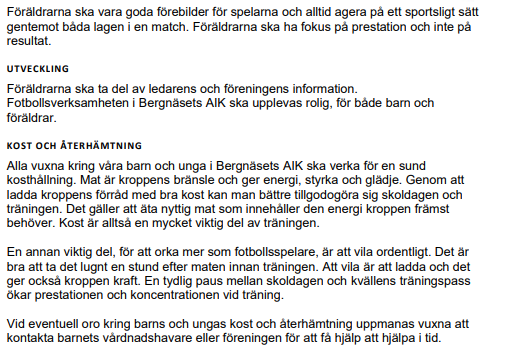 Föräldrarna ska vara goda förebilder för spelarna och alltid agera på ett sportsligt sätt
gentemot båda lagen i en match. Föräldrarna ska ha fokus på prestation och inte på
resultat.
UTVECKLING
Föräldrarna ska ta del av ledarens och föreningens information.
Fotbollsverksamheten i Bergnäsets AIK ska upplevas rolig, för både barn och
föräldrar.
KOST OCH ÅTERHÄMTNING
Alla vuxna kring våra barn och unga i Bergnäsets AIK ska verka för en sund
kosthållning. Mat är kroppens bränsle och ger energi, styrka och glädje. Genom att
ladda kroppens förråd med bra kost kan man bättre tillgodogöra sig skoldagen och
träningen. Det gäller att äta nyttig mat som innehåller den energi kroppen främst
behöver. Kost är alltså en mycket viktig del av träningen.
En annan viktig del, för att orka mer som fotbollsspelare, är att vila ordentligt. Det är
bra att ta det lugnt en stund efter maten innan träningen. Att vila är att ladda och det
ger också kroppen kraft. En tydlig paus mellan skoldagen och kvällens träningspass
ökar prestationen och koncentrationen vid träning.
Vid eventuell oro kring barns och ungas kost och återhämtning uppmanas vuxna att
kontakta barnets vårdnadshavare eller föreningen för att få hjälp att hjälpa i tid.